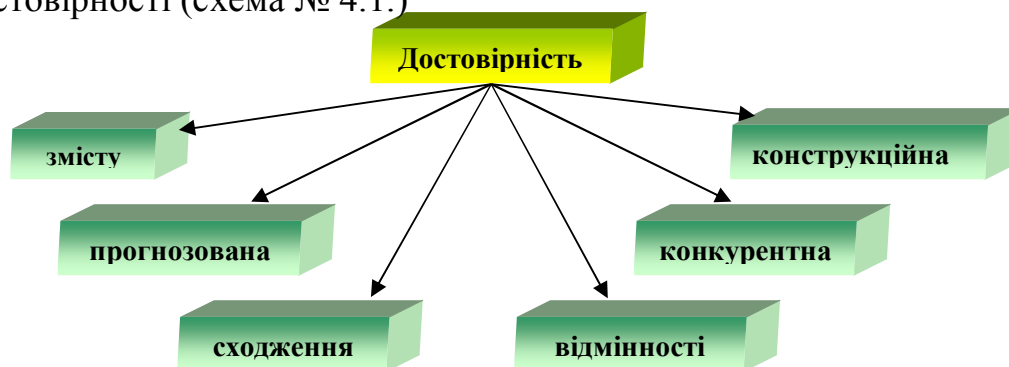 стовірності (схема № 4.1.)
Достовірність
змісту
конструкційна
прогнозована
конкурентна
сходження
відмінності